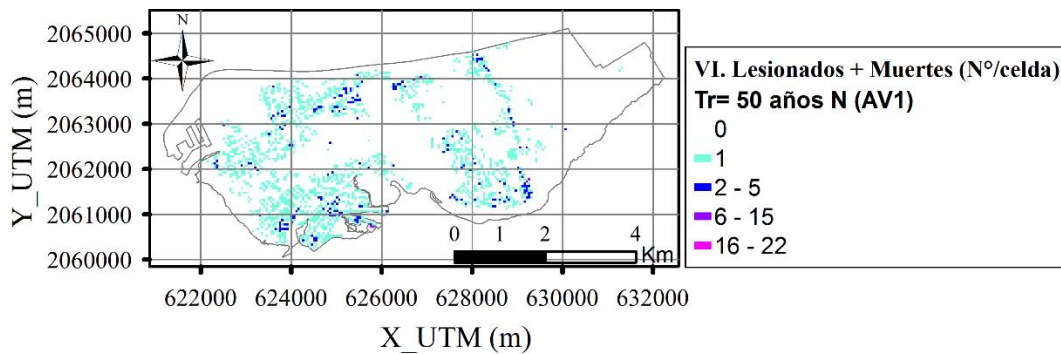 N
Y_UTM (m)
2065000
2064000
2063000
2062000
2061000
2060000
0 1 2 4
Km
622000 624000 626000 628000 630000 632000
X_UTM (m)
VI. Lesionados + Muertes (N°/celda)
Tr= 50 años N (AV1)
0
1
2 - 5
6 - 15
16 - 22